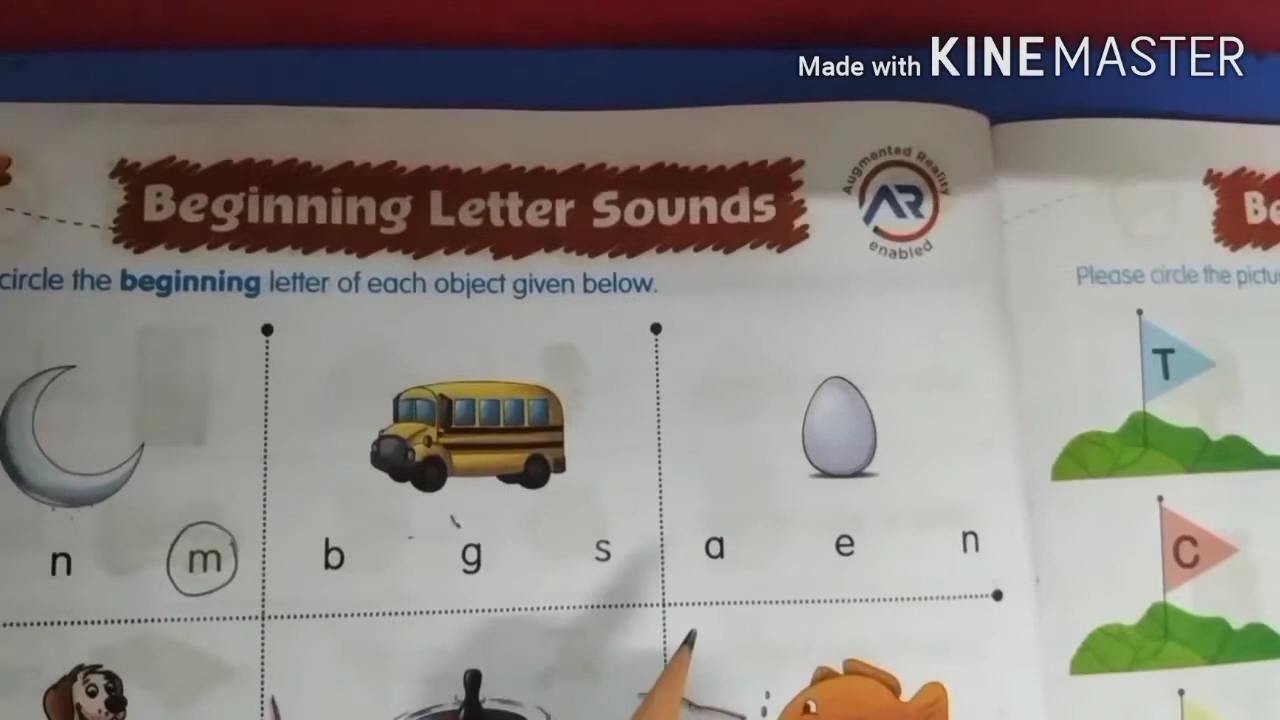 Made with KINEMASTER
Beginning Letter Sounds
Augmented Reality
AR
enabled
circle the beginning letter of each object given below.
n m b g s a e n
Please circle the
T
C